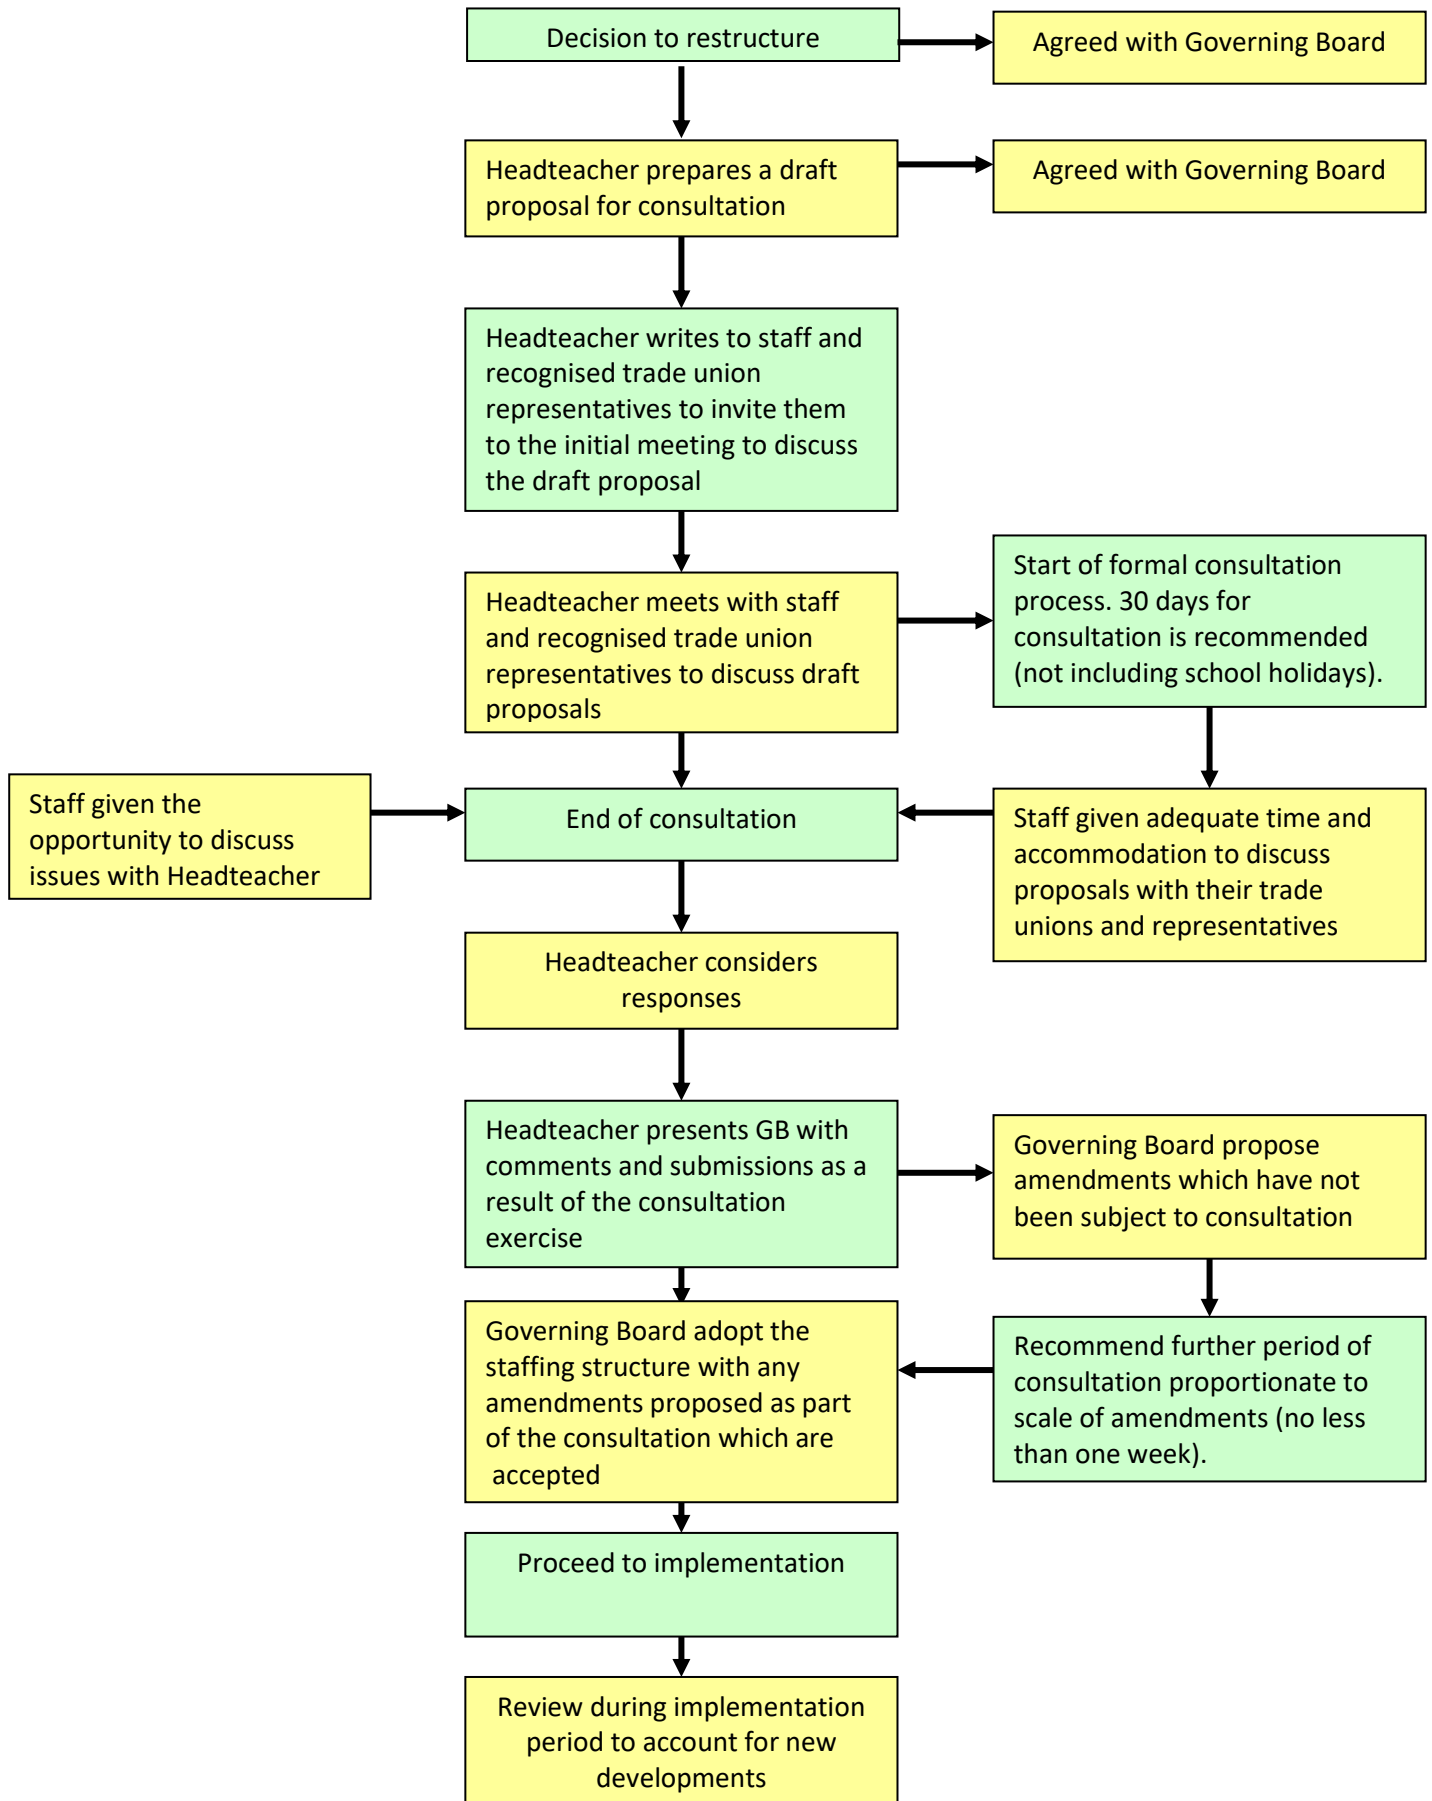 Decision to restructure
Agreed with Governing Board
Headteacher prepares a draft
proposal for consultation
Agreed with Governing Board
Headteacher writes to staff and
recognised trade union
representatives to invite them
to the initial meeting to discuss
the draft proposal
Headteacher meets with staff
and recognised trade union
representatives to discuss draft
proposals
Start of formal consultation
process. 30 days for
consultation is recommended
(not including school holidays).
Staff given the
opportunity to discuss
issues with Headteacher
End of consultation
Staff given adequate time and
accommodation to discuss
proposals with their trade
unions and representatives
Headteacher considers
responses
Headteacher presents GB with
comments and submissions as a
result of the consultation
exercise
Governing Board propose
amendments which have not
been subject to consultation
Governing Board adopt the
staffing structure with any
amendments proposed as part
of the consultation which are
accepted
Recommend further period of
consultation proportionate to
scale of amendments (no less
than one week).
Proceed to implementation
Review during implementation
period to account for new
developments